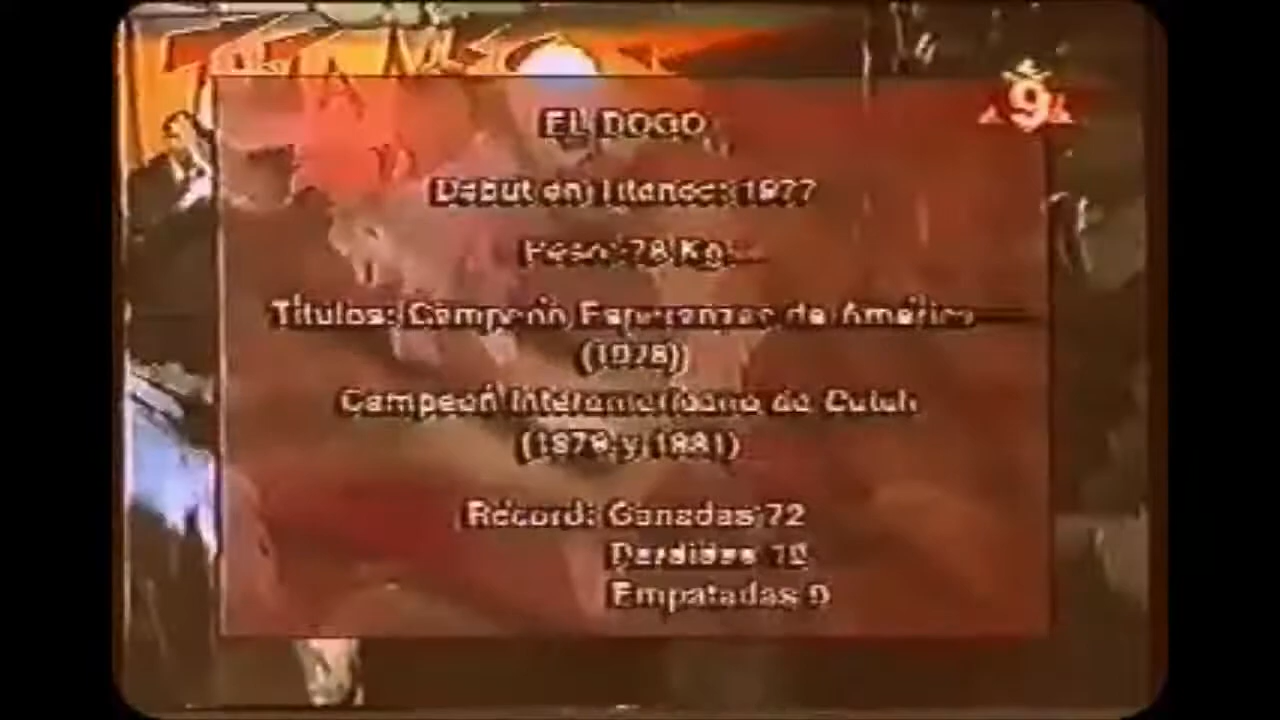 9
EL DOGO
Debut en Titanes: 1977
Peso: 78 Kg.
Títulos: Campeón Esperanzas de América
(1978)
Campeón Interamericano de Cutch
(1979 y 1981)
Récord: Ganadas 72
Perdidas
Empatadas 9